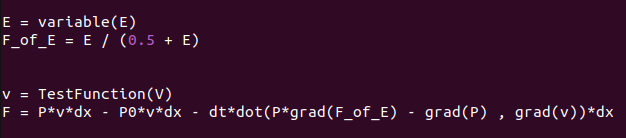 E = variable(E)
F_of_E = E / (0.5 + E)
v = TestFunction(V)
F = P*v*dx - P0*v*dx - dt*dot(P*grad(F_of_E) - grad(P) , grad(v))*dx